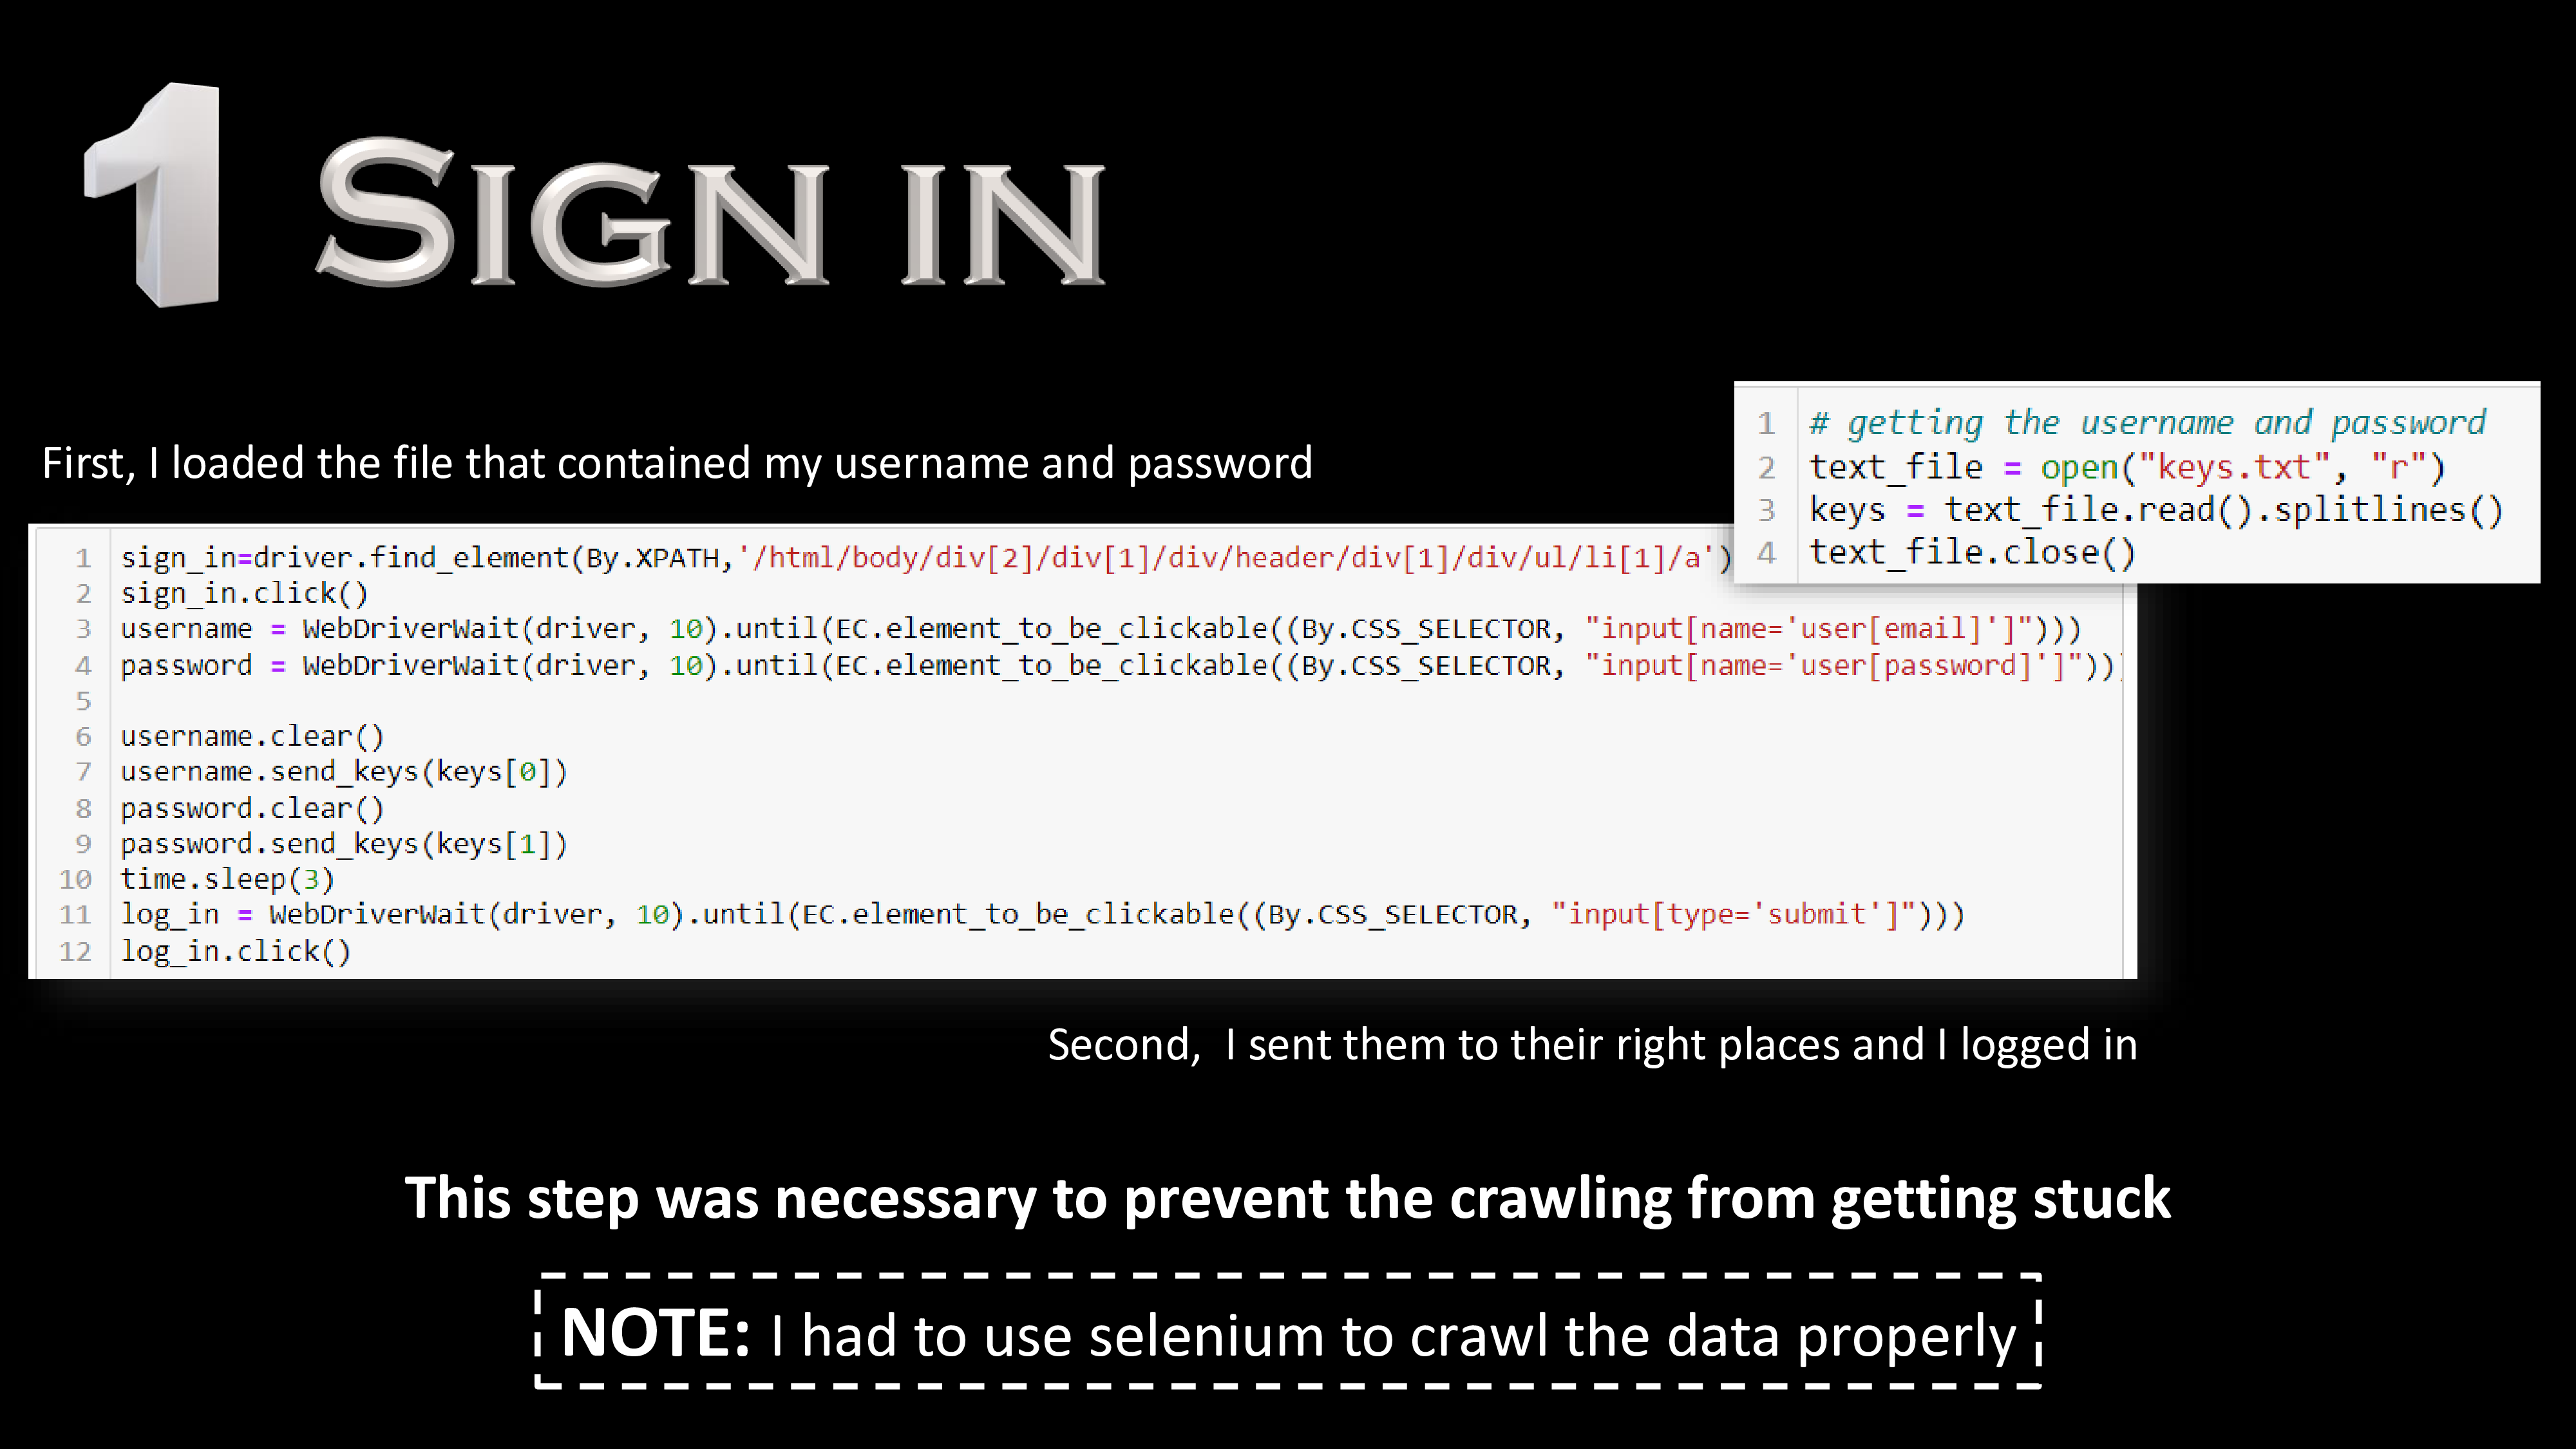 1 SIGN IN
First, I loaded the file that contained my username and password
1 # getting the username and password
2 text_file = open("keys.txt", "r")
3 keys = text_file.read().splitlines()
4 text_file.close()
1 sign_in=driver.find_element(By.XPATH,'/html/body/div[2]/div[1]/div/header/div[1]/div/ul/li[1]/a')
2 sign_in.click()
3 username = WebDriverWait(driver, 10).until(EC.element_to_be_clickable((By.CSS_SELECTOR, "input[name='user[email]']")))
4 password = WebDriverWait(driver, 10).until(EC.element_to_be_clickable((By.CSS_SELECTOR, "input[name='user[password]']")))
5
6 username.clear()
7 username.send_keys(keys[0])
8 password.clear()
9 password.send_keys(keys[1])
10 time.sleep(3)
11 log_in = WebDriverWait(driver, 10).until(EC.element_to_be_clickable((By.CSS_SELECTOR, "input[type='submit']")))
12 log_in.click()
Second,  I sent them to their right places and I logged in
This step was necessary to prevent the crawling from getting stuck
NOTE: I had to use selenium to crawl the data properly